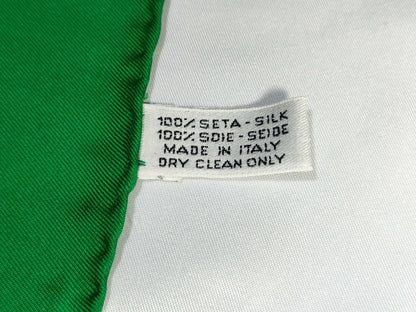 100% SETA - SILK
100% SOIE - SEIDE
MADE IN ITALY
DRY CLEAN ONLY